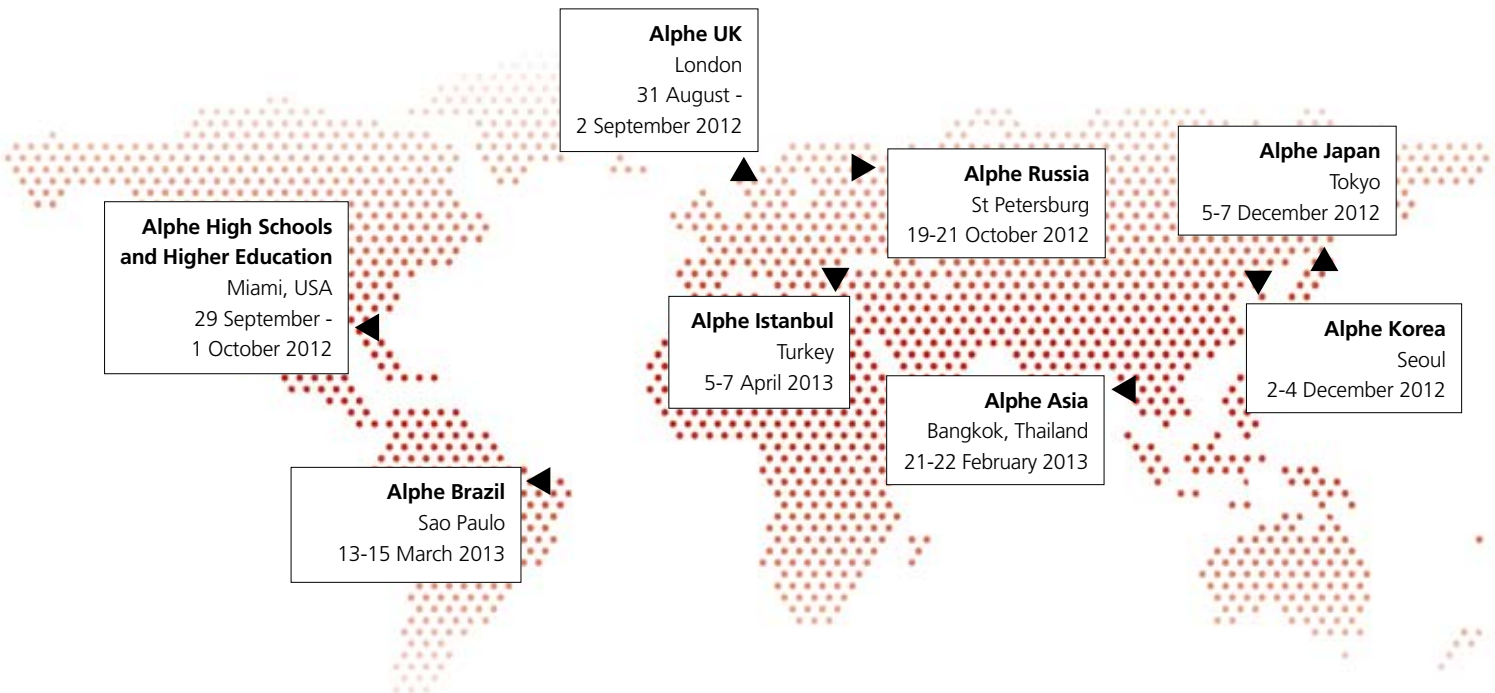 Alphe UK
London
31 August -
2 September 2012
Alphe Japan
Tokyo
5-7 December 2012
Alphe Russia
St Petersburg
19-21 October 2012
Alphe High Schools
and Higher Education
Miami, USA
29 September -
1 October 2012
Alphe Istanbul
Turkey
5-7 April 2013
Alphe Korea
Seoul
2-4 December 2012
Alphe Asia
Bangkok, Thailand
21-22 February 2013
Alphe Brazil
Sao Paulo
13-15 March 2013